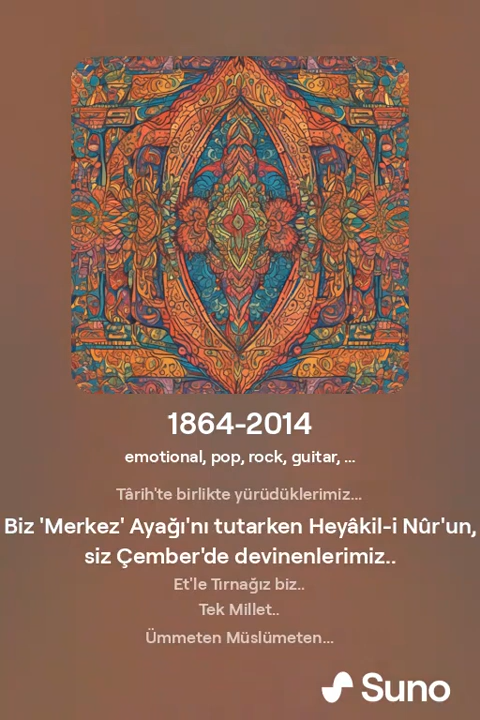 1864-2014
emotional, pop, rock, guitar, ...
Târih'te birlikte yürüdüklerimiz...
Biz 'Merkez' Ayağı'nı tutarken Heyâkil-i Nûr'un,
siz Çember'de devinenlerimiz..
Et'le Tırnağız biz..
Tek Millet..
Ümmeten Müslümeten...
Suno